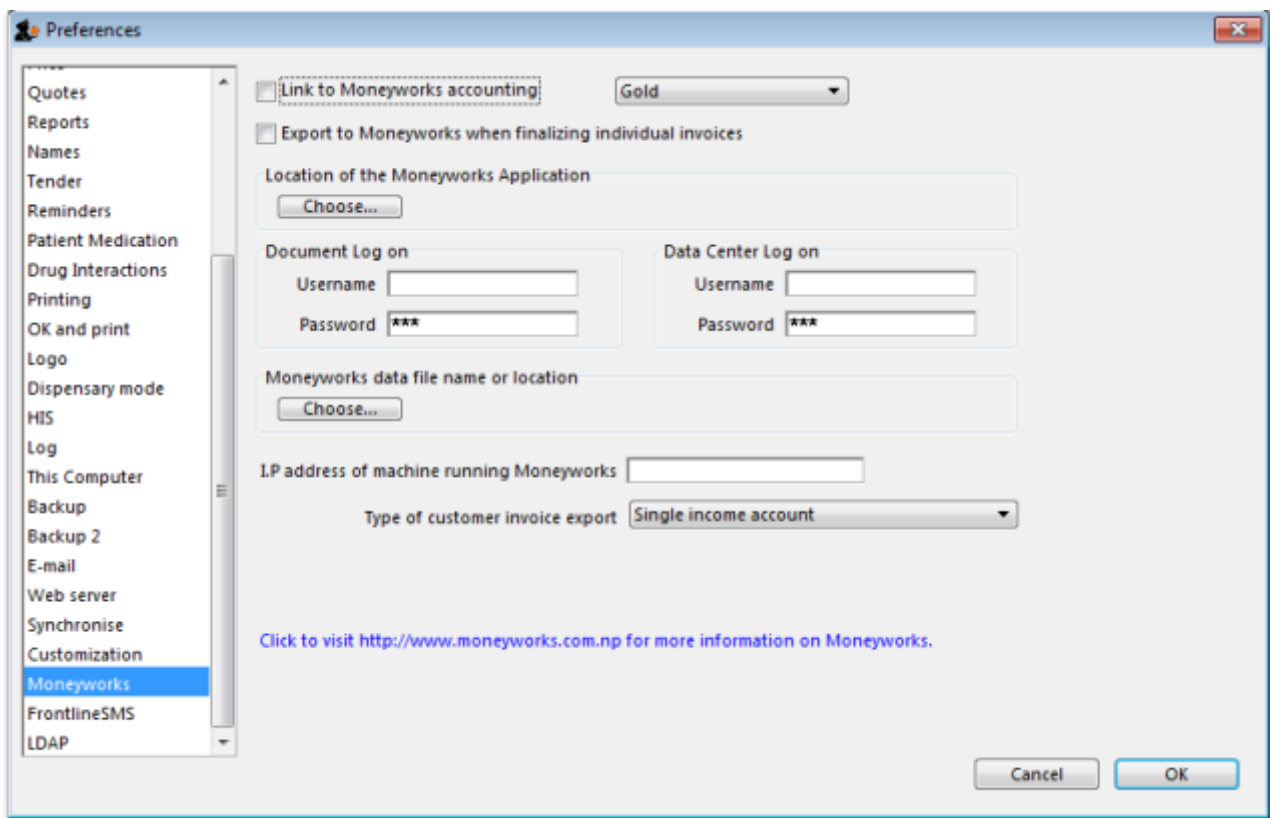 Preferences
Quotes
Reports
Names
Tender
Reminders
Patient Medication
Drug Interactions
Printing
OK and print
Logo
Dispensary mode
HIS
Log
This Computer
Backup
Backup 2
E-mail
Web server
Synchronise
Customization
Moneyworks
FrontlineSMS
LDAP
Link to Moneyworks accounting
Gold
Export to Moneyworks when finalizing individual invoices
Location of the Moneyworks Application
Choose...
Document Log on
Username
Password ***
Data Center Log on
Username
Password ***
Moneyworks data file name or location
Choose...
I.P address of machine running Moneyworks
Type of customer invoice export Single income account
Click to visit http://www.moneyworks.com.np for more information on Moneyworks.
Cancel OK